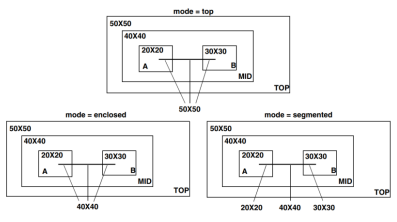 mode = top
50X50
40X40
20X20
30X30
A
B
MID
TOP
50X50
mode = enclosed
50X50
40X40
20X20
30X30
A
B
MID
TOP
40X40
mode = segmented
50X50
40X40
20X20
30X30
A
B
MID
TOP
20X20 40X40 30X30